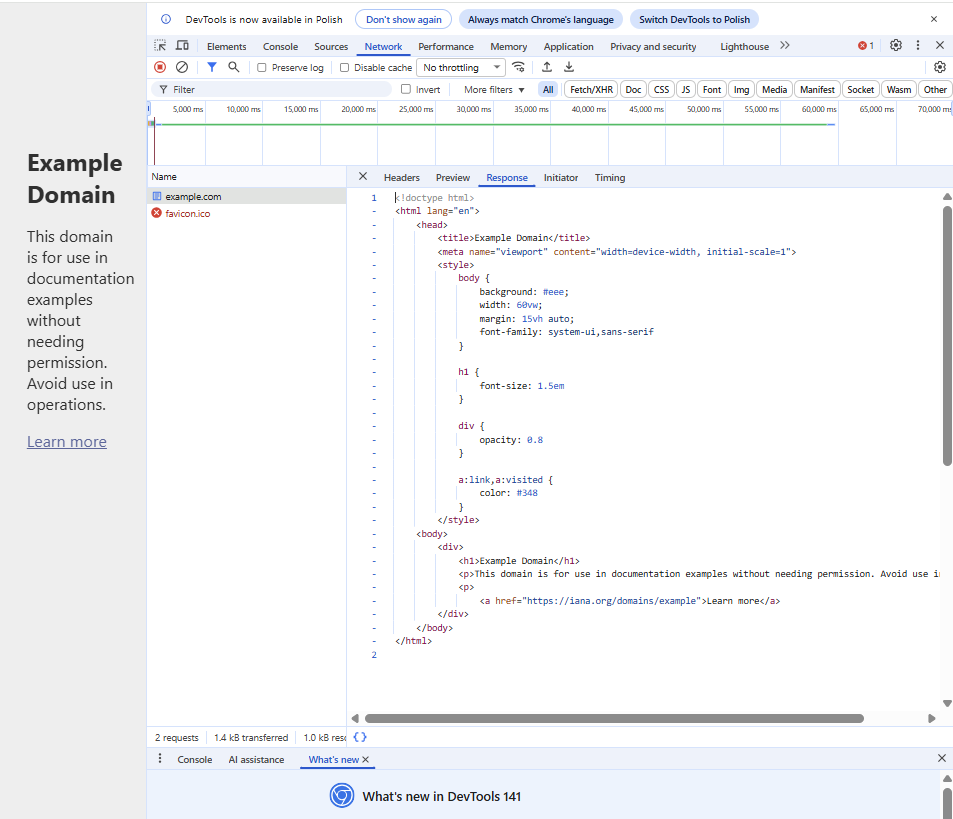 DevTools is now available in Polish Don't show again Always match Chrome's language Switch DevTools to Polish
Elements Console Sources Network Performance Memory Application Privacy and security Lighthouse 1
Preserve log Disable cache No throttling
Filter Invert More filters All Fetch/XHR Doc CSS JS Font Img Media Manifest Socket Wasm Other
5,000 ms 10,000 ms 15,000 ms 20,000 ms 25,000 ms 30,000 ms 35,000 ms 40,000 ms 45,000 ms 50,000 ms 55,000 ms 60,000 ms 65,000 ms 70,000 ms
Example
Domain
This domain
is for use in
documentation
examples
without
needing
permission.
Avoid use in
operations.
Learn more
Name
example.com
favicon.ico
Headers Preview Response Initiator Timing
1 <!doctype html>
- <html lang="en">
- <head>
- <title>Example Domain</title>
- <meta name="viewport" content="width=device-width, initial-scale=1">
- <style>
- body {
- background: #eee;
- width: 60vw;
- margin: 15vh auto;
- font-family: system-ui,sans-serif
- }
-
- h1 {
- font-size: 1.5em
- }
-
- div {
- opacity: 0.8
- }
-
- a:link,a:visited {
- color: #348
- }
- </style>
- <body>
- <div>
- <h1>Example Domain</h1>
- <p>This domain is for use in documentation examples without needing permission. Avoid use i
- <p>
- <a href="https://iana.org/domains/example">Learn more</a>
- </div>
- </body>
- </html>
2
2 requests 1.4 kB transferred 1.0 kB reso {}
Console AI assistance What's new
What's new in DevTools 141